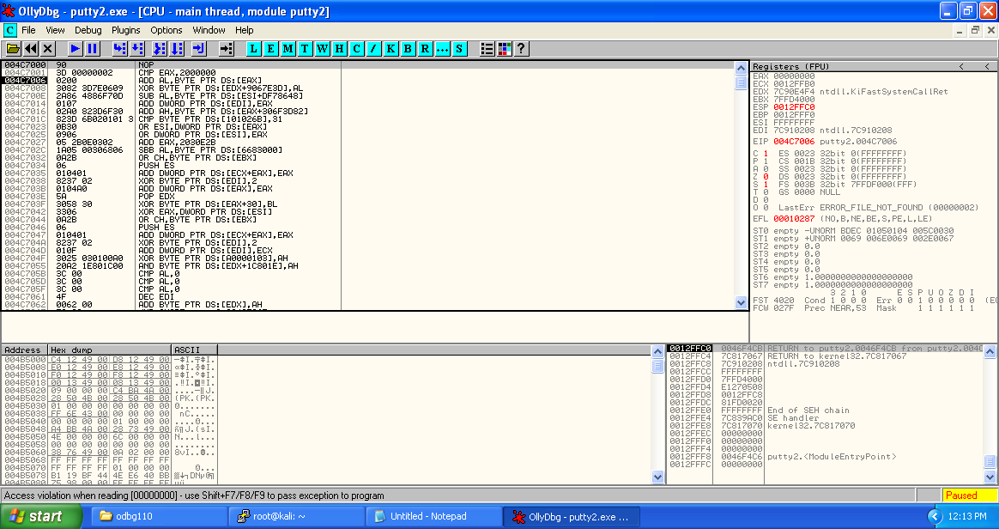 OllyDbg - putty2.exe - [CPU - main thread, module putty2]
C File View Debug Plugins Options Window Help
L E M T W H C / K B R ... S ?
004C7000 90 NOP
004C7001 3D 00000002 CMP EAX,2000000
004C7006 0200 ADD AL,BYTE PTR DS:[EAX]
004C7008 3082 3D7E0609 XOR BYTE PTR DS:[EDX+9067E3D],AL
004C700E 2A86 4886F70D SUB AL,BYTE PTR DS:[ESI+DF78648]
004C7014 0107 ADD DWORD PTR DS:[EDI],EAX
004C7016 02A0 823D6F30 ADD AH,BYTE PTR DS:[EAX+306F3D82]
004C701C 823D 6B020101 3 CMP BYTE PTR DS:[101026B],31
004C7023 0B30 OR ESI,DWORD PTR DS:[EAX]
004C7025 0906 OR DWORD PTR DS:[ESI],EAX
004C7027 05 2B0E0302 ADD EAX,2030E2B
004C702C 1A05 00306806 SBB AL,BYTE PTR DS:[6683000]
004C7032 0A2B OR CH,BYTE PTR DS:[EBX]
004C7034 06 PUSH ES
004C7035 010401 ADD DWORD PTR DS:[ECX+EAX],EAX
004C7038 8237 02 XOR BYTE PTR DS:[EDI],2
004C703B 0104A0 ADD DWORD PTR DS:[EAX],EAX
004C703E 5A POP EDX
004C703F 3058 30 XOR BYTE PTR DS:[EAX+30],BL
004C7042 3306 XOR EAX,DWORD PTR DS:[ESI]
004C7044 0A2B OR CH,BYTE PTR DS:[EBX]
004C7046 06 PUSH ES
004C7047 010401 ADD DWORD PTR DS:[ECX+EAX],EAX
004C704A 8237 02 XOR BYTE PTR DS:[EDI],2
004C704D 010F ADD DWORD PTR DS:[EDI],ECX
004C704F 3025 030100A0 XOR BYTE PTR DS:[A0000103],AH
004C7055 20A2 1E801C00 AND BYTE PTR DS:[EDX+1C801E],AH
004C705B 3C 00 CMP AL,0
004C705D 3C 00 CMP AL,0
004C705F 3C 00 CMP AL,0
004C7061 4F DEC EDI
004C7062 0062 00 ADD BYTE PTR DS:[EDX],AH
Registers (FPU) < <
EAX 00000000
ECX 0012FFB0
EDX 7C90E4F4 ntdll.KiFastSystemCallRet
EBX 7FFD4000
ESP 0012FFC0
EBP 0012FFF0
ESI FFFFFFFF
EDI 7C910208 ntdll.7C910208
EIP 004C7006 putty2.004C7006
C 1 ES 0023 32bit 0(FFFFFFFF)
P 1 CS 001B 32bit 0(FFFFFFFF)
A 0 SS 0023 32bit 0(FFFFFFFF)
Z 0 DS 0023 32bit 0(FFFFFFFF)
S 1 FS 003B 32bit 7FFDF000(FFF)
T 0 GS 0000 NULL
D 0
O 0 LastErr ERROR_FILE_NOT_FOUND (00000002)
EFL 00010287 (NO,B,NE,BE,S,PE,L,LE)
ST0 empty -UNORM BDEC 01050104 005C0030
ST1 empty +UNORM 0069 006E0069 002E0067
ST2 empty 0.0
ST3 empty 0.0
ST4 empty 0.0
ST5 empty 0.0
ST6 empty 1.0000000000000000000
ST7 empty 1.0000000000000000000
3 2 1 0 E S P U O Z D I
FST 4020 Cond 1 0 0 0 Err 0 0 1 0 0 0 0 0 (EQ
FCW 027F Prec NEAR,53 Mask 1 1 1 1 1 1
Address Hex dump ASCII
004B5000 C4 12 49 00 D8 12 49 00
004B5008 E0 12 49 00 E8 12 49 00
004B5010 F0 12 49 00 F8 12 49 00
004B5018 00 13 49 00 08 13 49 00
004B5020 09 00 00 00 C4 BA 4A 00
004B5028 28 50 4B 00 28 50 4B 00 (PK.(PK.
004B5030 01 00 00 00 00 00 00 00
004B5038 FF 6E 43 00 00 00 00 00 nC.....
004B5040 00 00 00 00 01 00 00 00
004B5048 A4 BB 4A 00 28 73 49 00
004B5050 4E 00 00 00 6C 00 00 00 N...l...
004B5058 00 00 00 00 00 00 00 00 ........
004B5060 38 76 49 00 0A 02 00 00
004B5068 FF FF FF FF FF FF FF FF
004B5070 FF FF FF FF 01 00 00 00
004B5078 B1 19 BF 44 4E E6 40 BB
0012FFC0 0046F4CB RETURN to putty2.0046F4CB from putty2.004C
0012FFC4 7C817067 RETURN to kernel32.7C817067
0012FFC8 7C910208 ntdll.7C910208
0012FFCC FFFFFFFF
0012FFD0 7FFD4000
0012FFD4 E1270508
0012FFD8 0012FFC8
0012FFDC 81FD0020
0012FFE0 FFFFFFFF End of SEH chain
0012FFE4 7C839AC0 SE handler
0012FFE8 7C817070 kernel32.7C817070
0012FFEC 00000000
0012FFF0 00000000
0012FFF4 00000000
0012FFF8 0046F4C6 putty2.<ModuleEntryPoint>
0012FFFC 00000000
Access violation when reading [00000000] - use Shift+F7/F8/F9 to pass exception to program
Paused
start
odbg110
root@kali: ~
Untitled - Notepad
OllyDbg - putty2.exe ...
12:13 PM